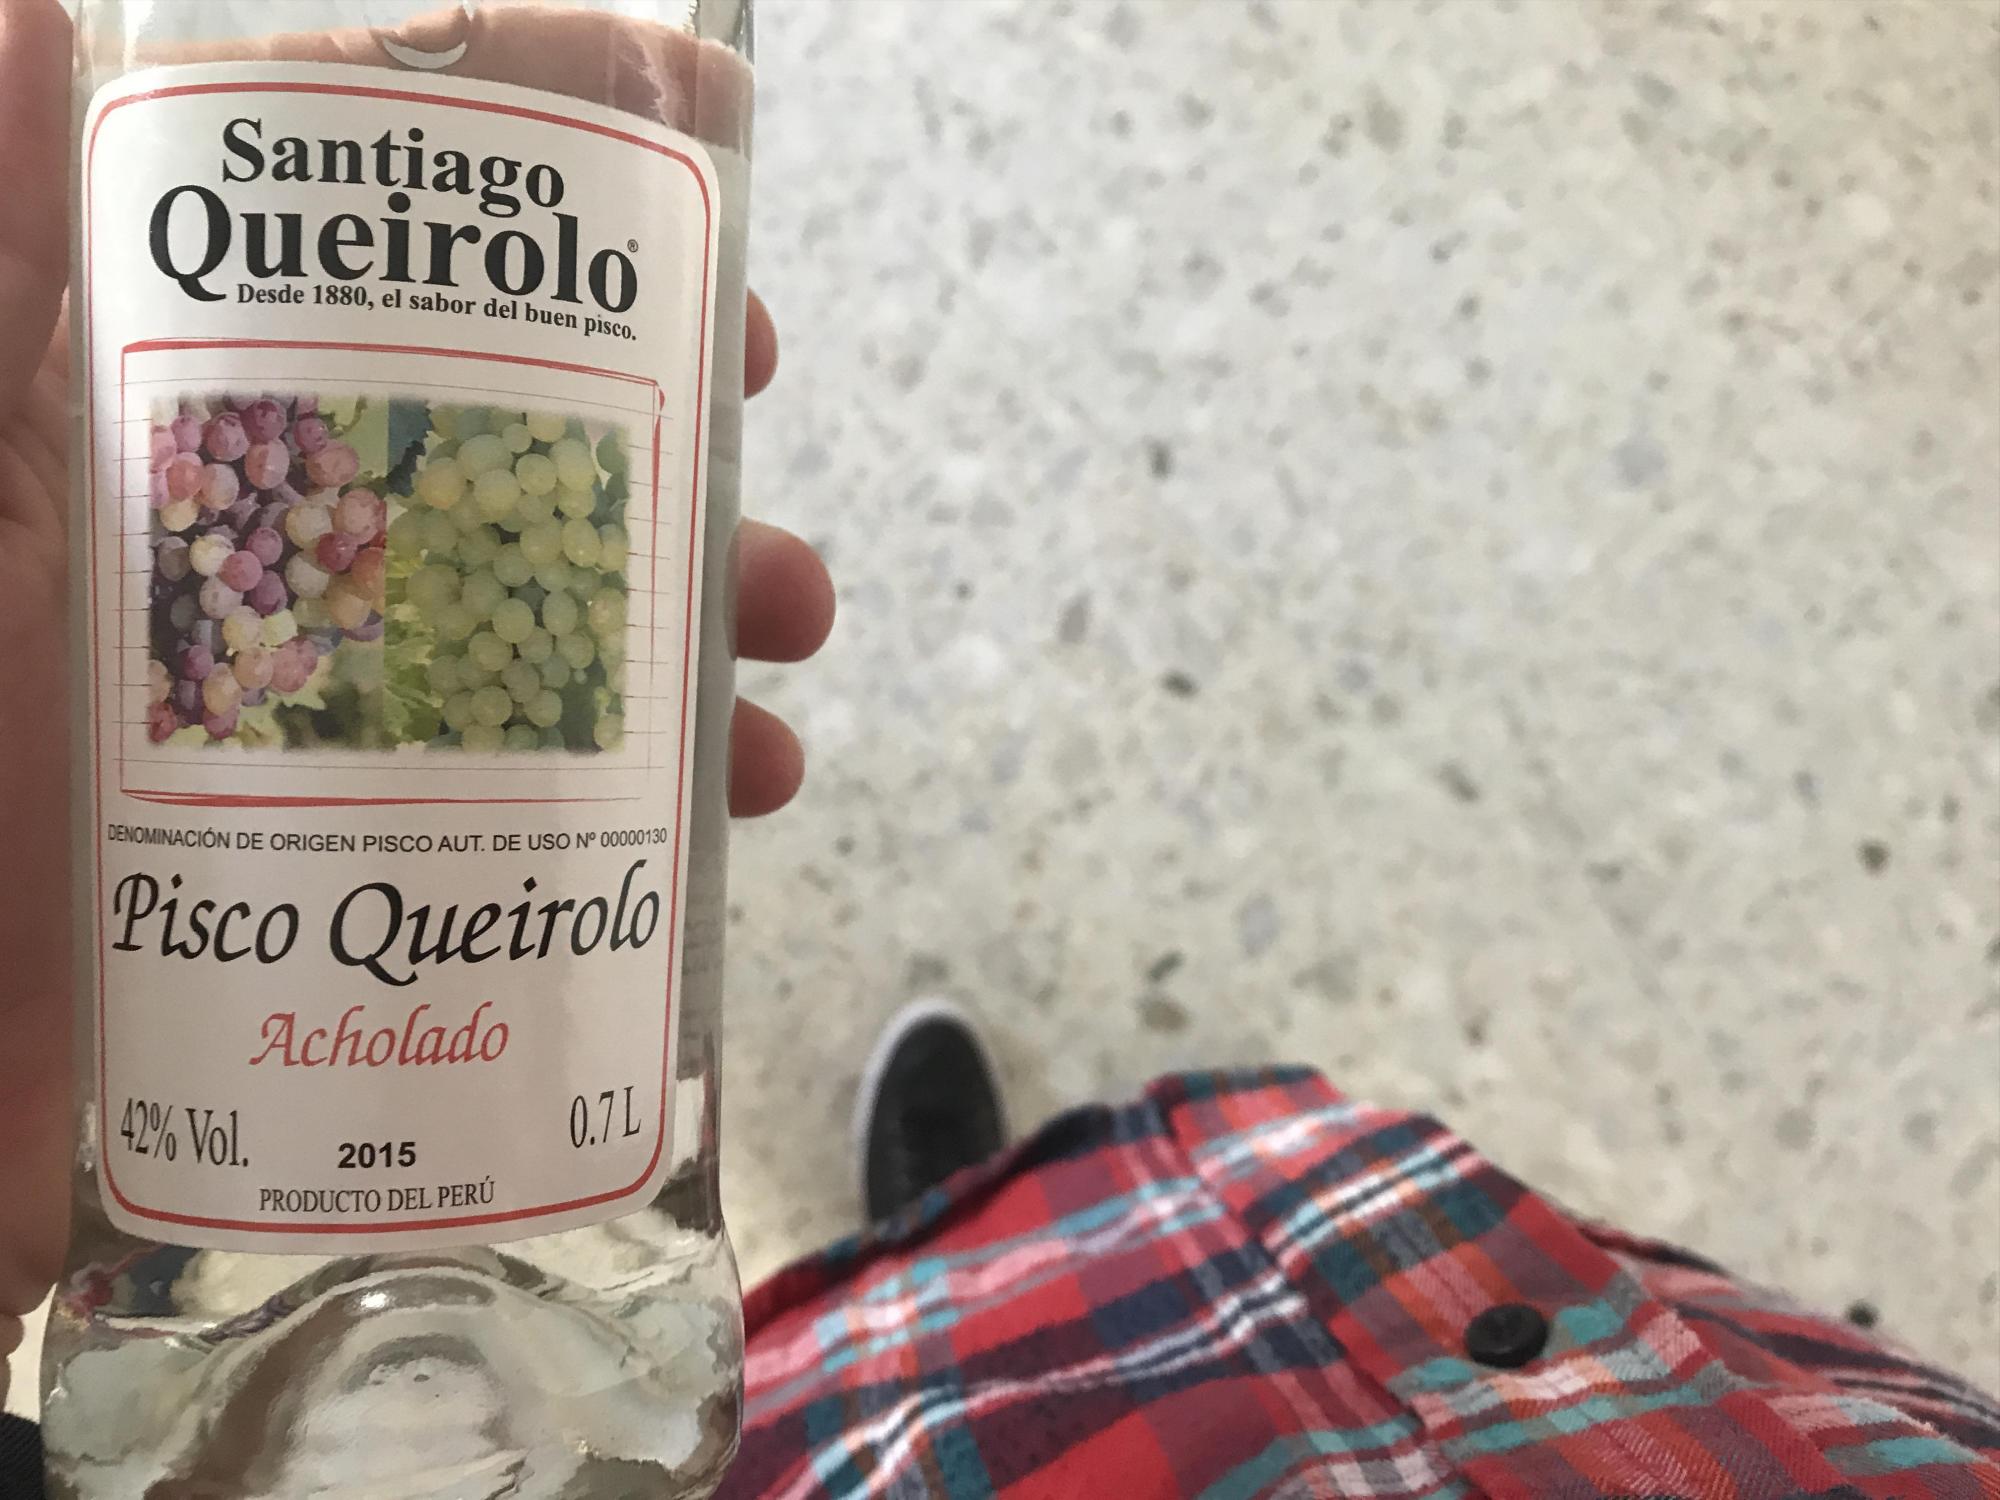 Santiago
Queirolo®
Desde 1880, el sabor del buen pisco.
DENOMINACIÓN DE ORIGEN PISCO AUT. DE USO Nº 00000130
Pisco Queirolo
Acholado
42% Vol.
0.7 L
2015
PRODUCTO DEL PERÚ